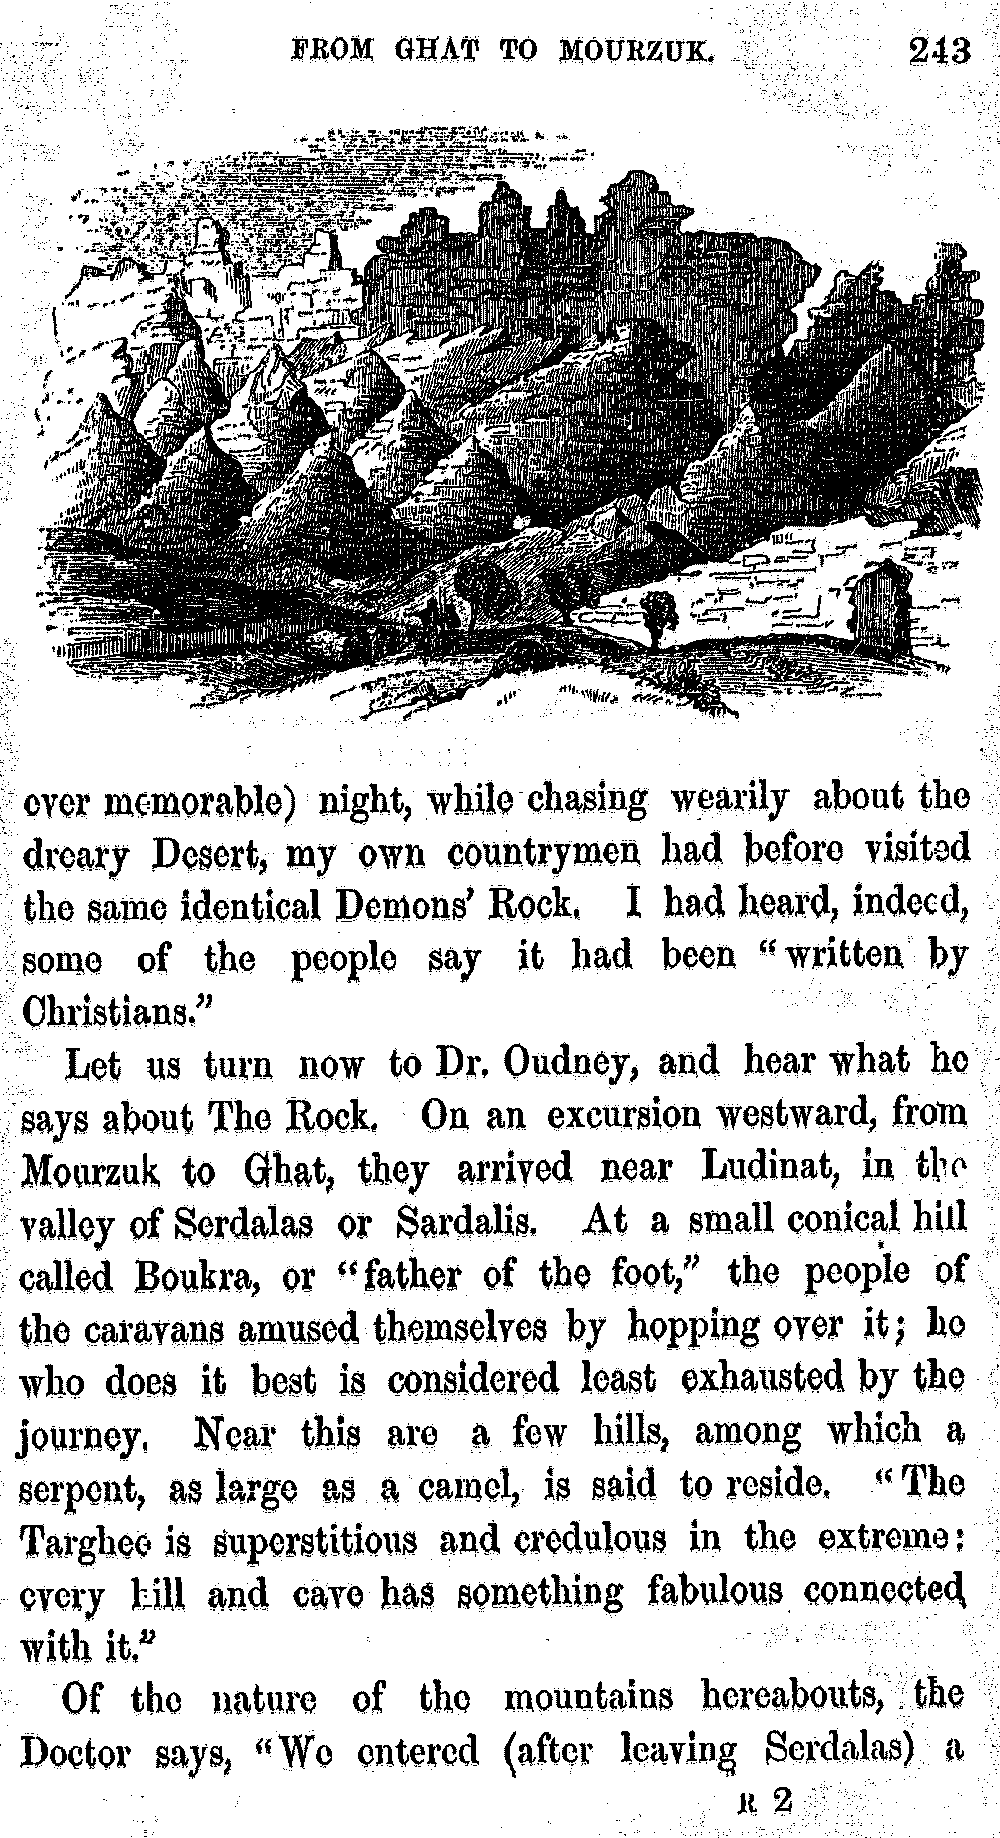 FROM GHAT TO MOURZUK. 243
ever memorable) night, while chasing wearily about the
dreary Desert, my own countrymen had before visited
the same identical Demons' Rock. I had heard, indeed,
some of the people say it had been "written by
Christians."
Let us turn now to Dr. Oudney, and hear what he
says about The Rock. On an excursion westward, from
Mourzuk to Ghat, they arrived near Ludinat, in the
valley of Serdalas or Sardalis. At a small conical hill
called Boukra, or "father of the foot," the people of
the caravans amused themselves by hopping over it; he
who does it best is considered least exhausted by the
journey. Near this are a few hills, among which a
serpent, as large as a camel, is said to reside. "The
Targhee is superstitious and credulous in the extreme:
every hill and cave has something fabulous connected
with it."
Of the nature of the mountains hereabouts, the
Doctor says, "We entered (after leaving Serdalas) a
R 2